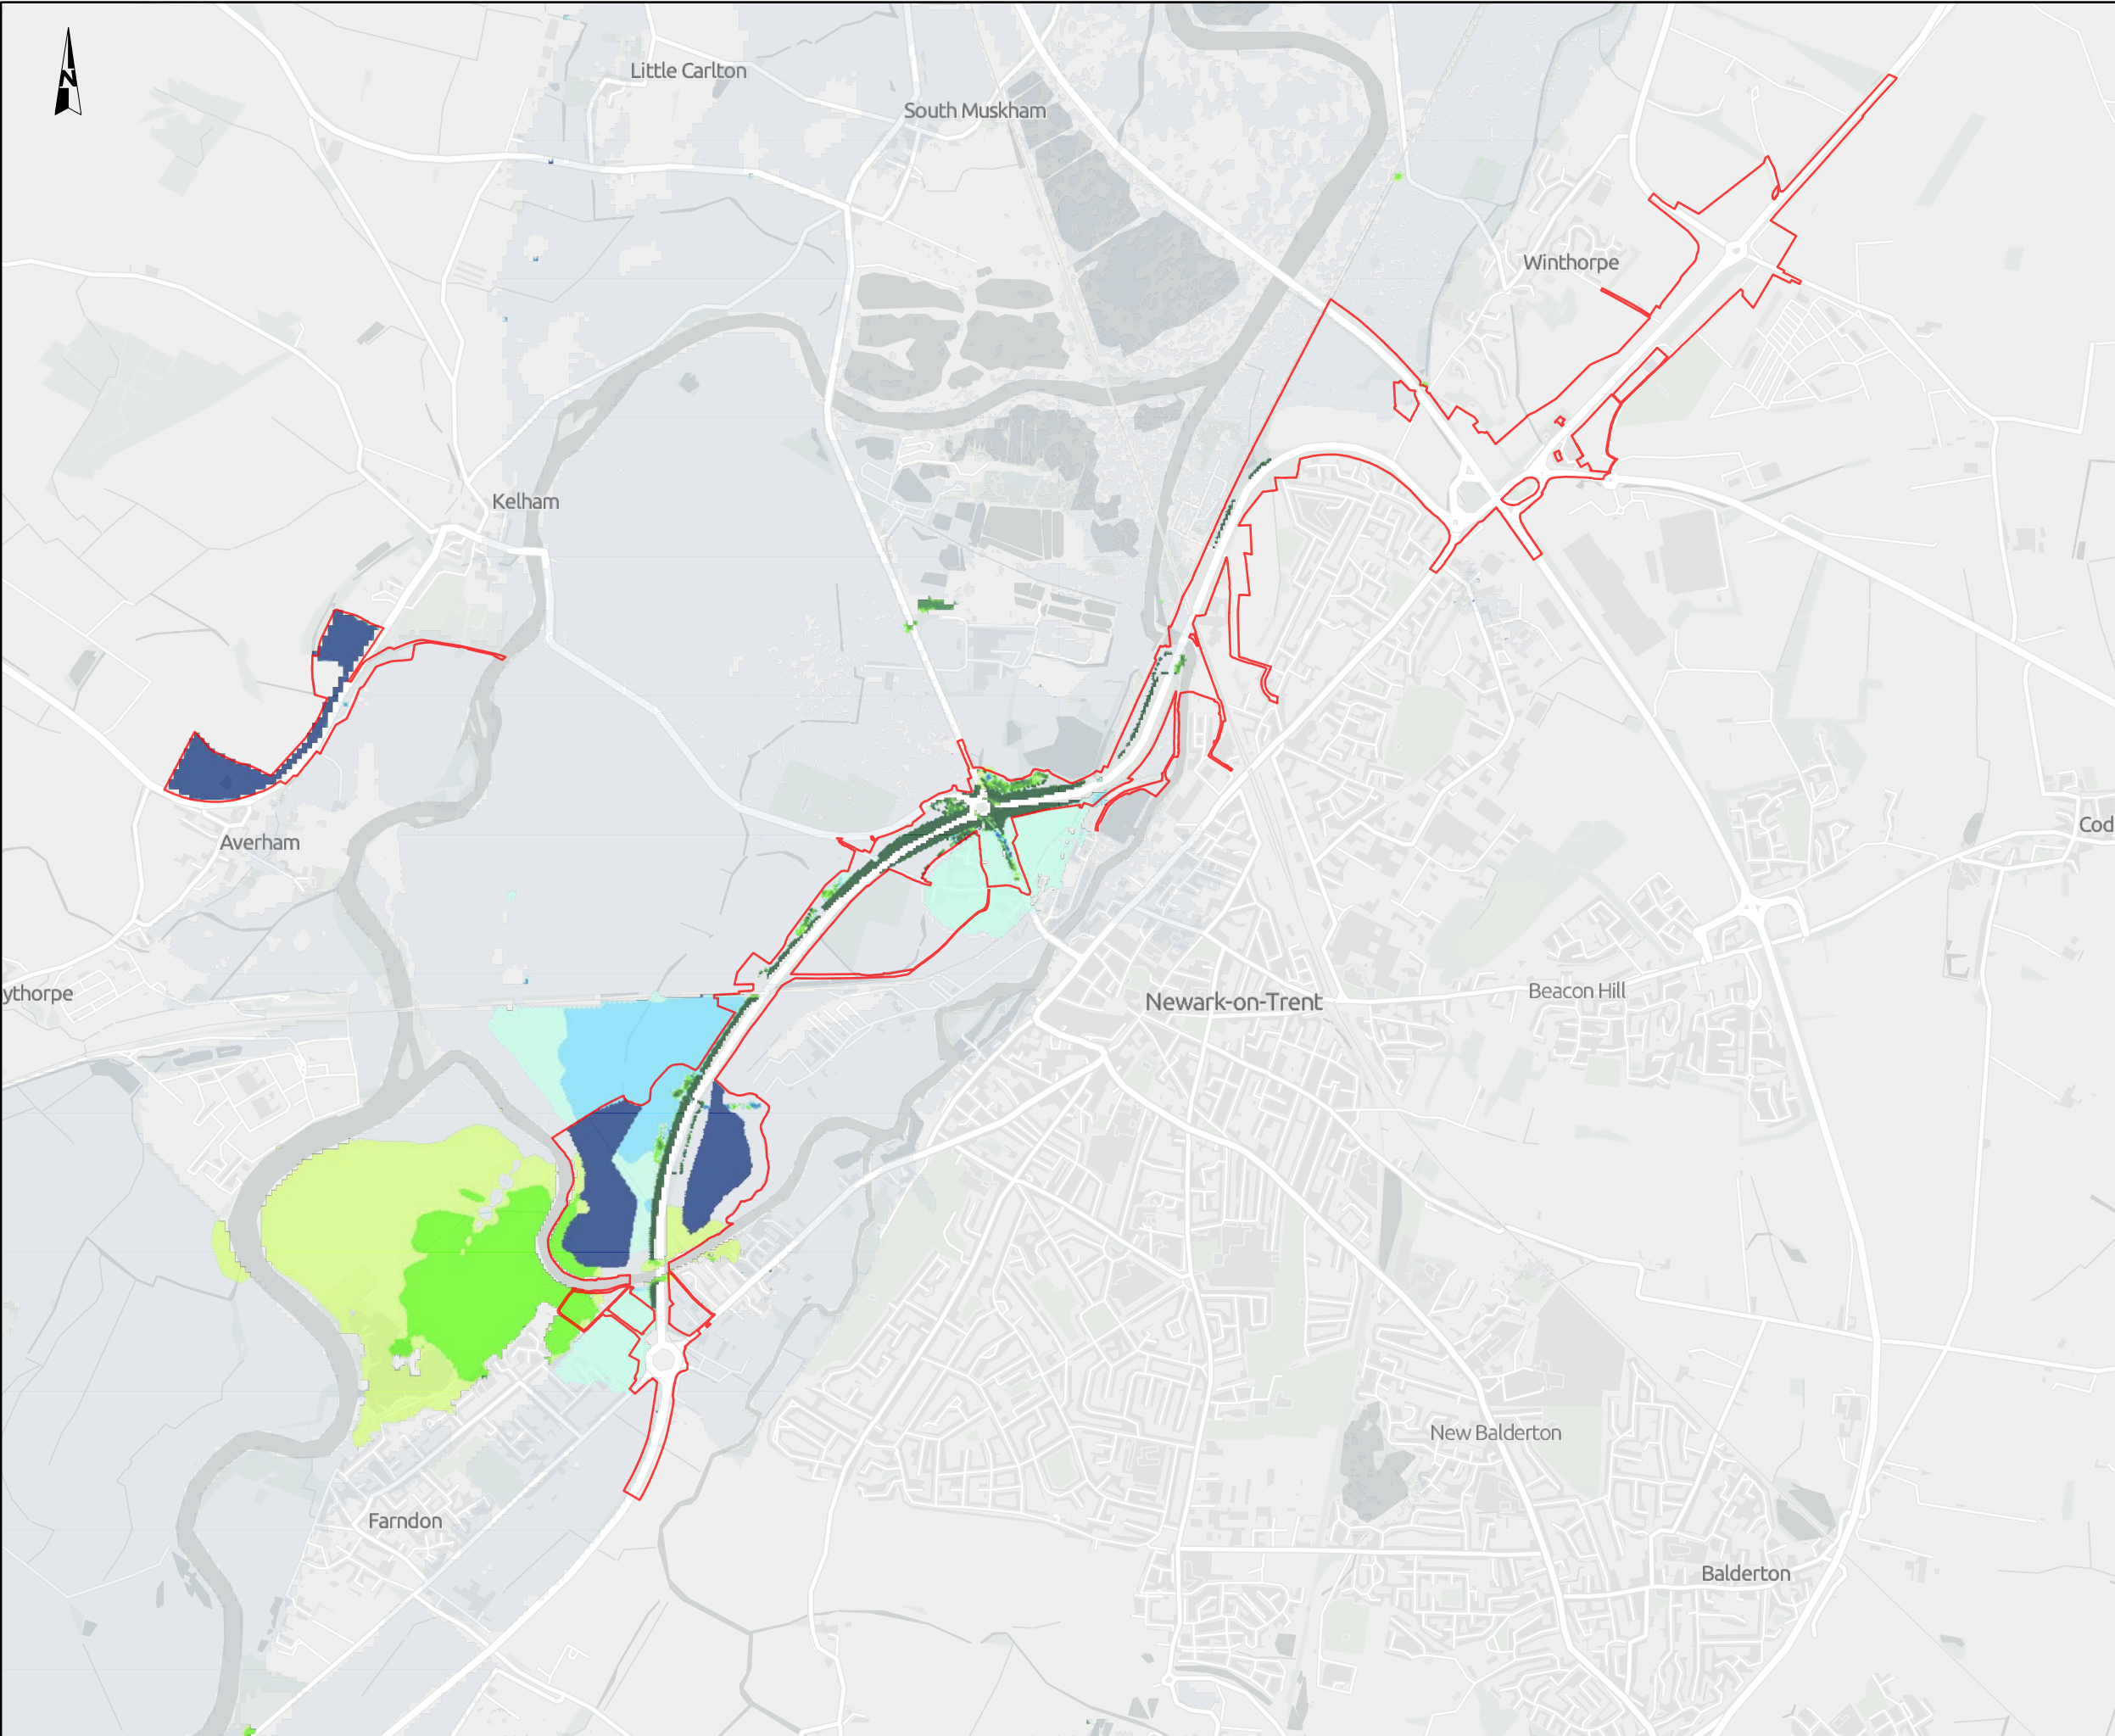 N
Little Carlton
South Muskham
Winthorpe
Kelham
Averham
Cod
ythorpe
Newark-on-Trent
Beacon Hill
New Balderton
Farndon
Balderton